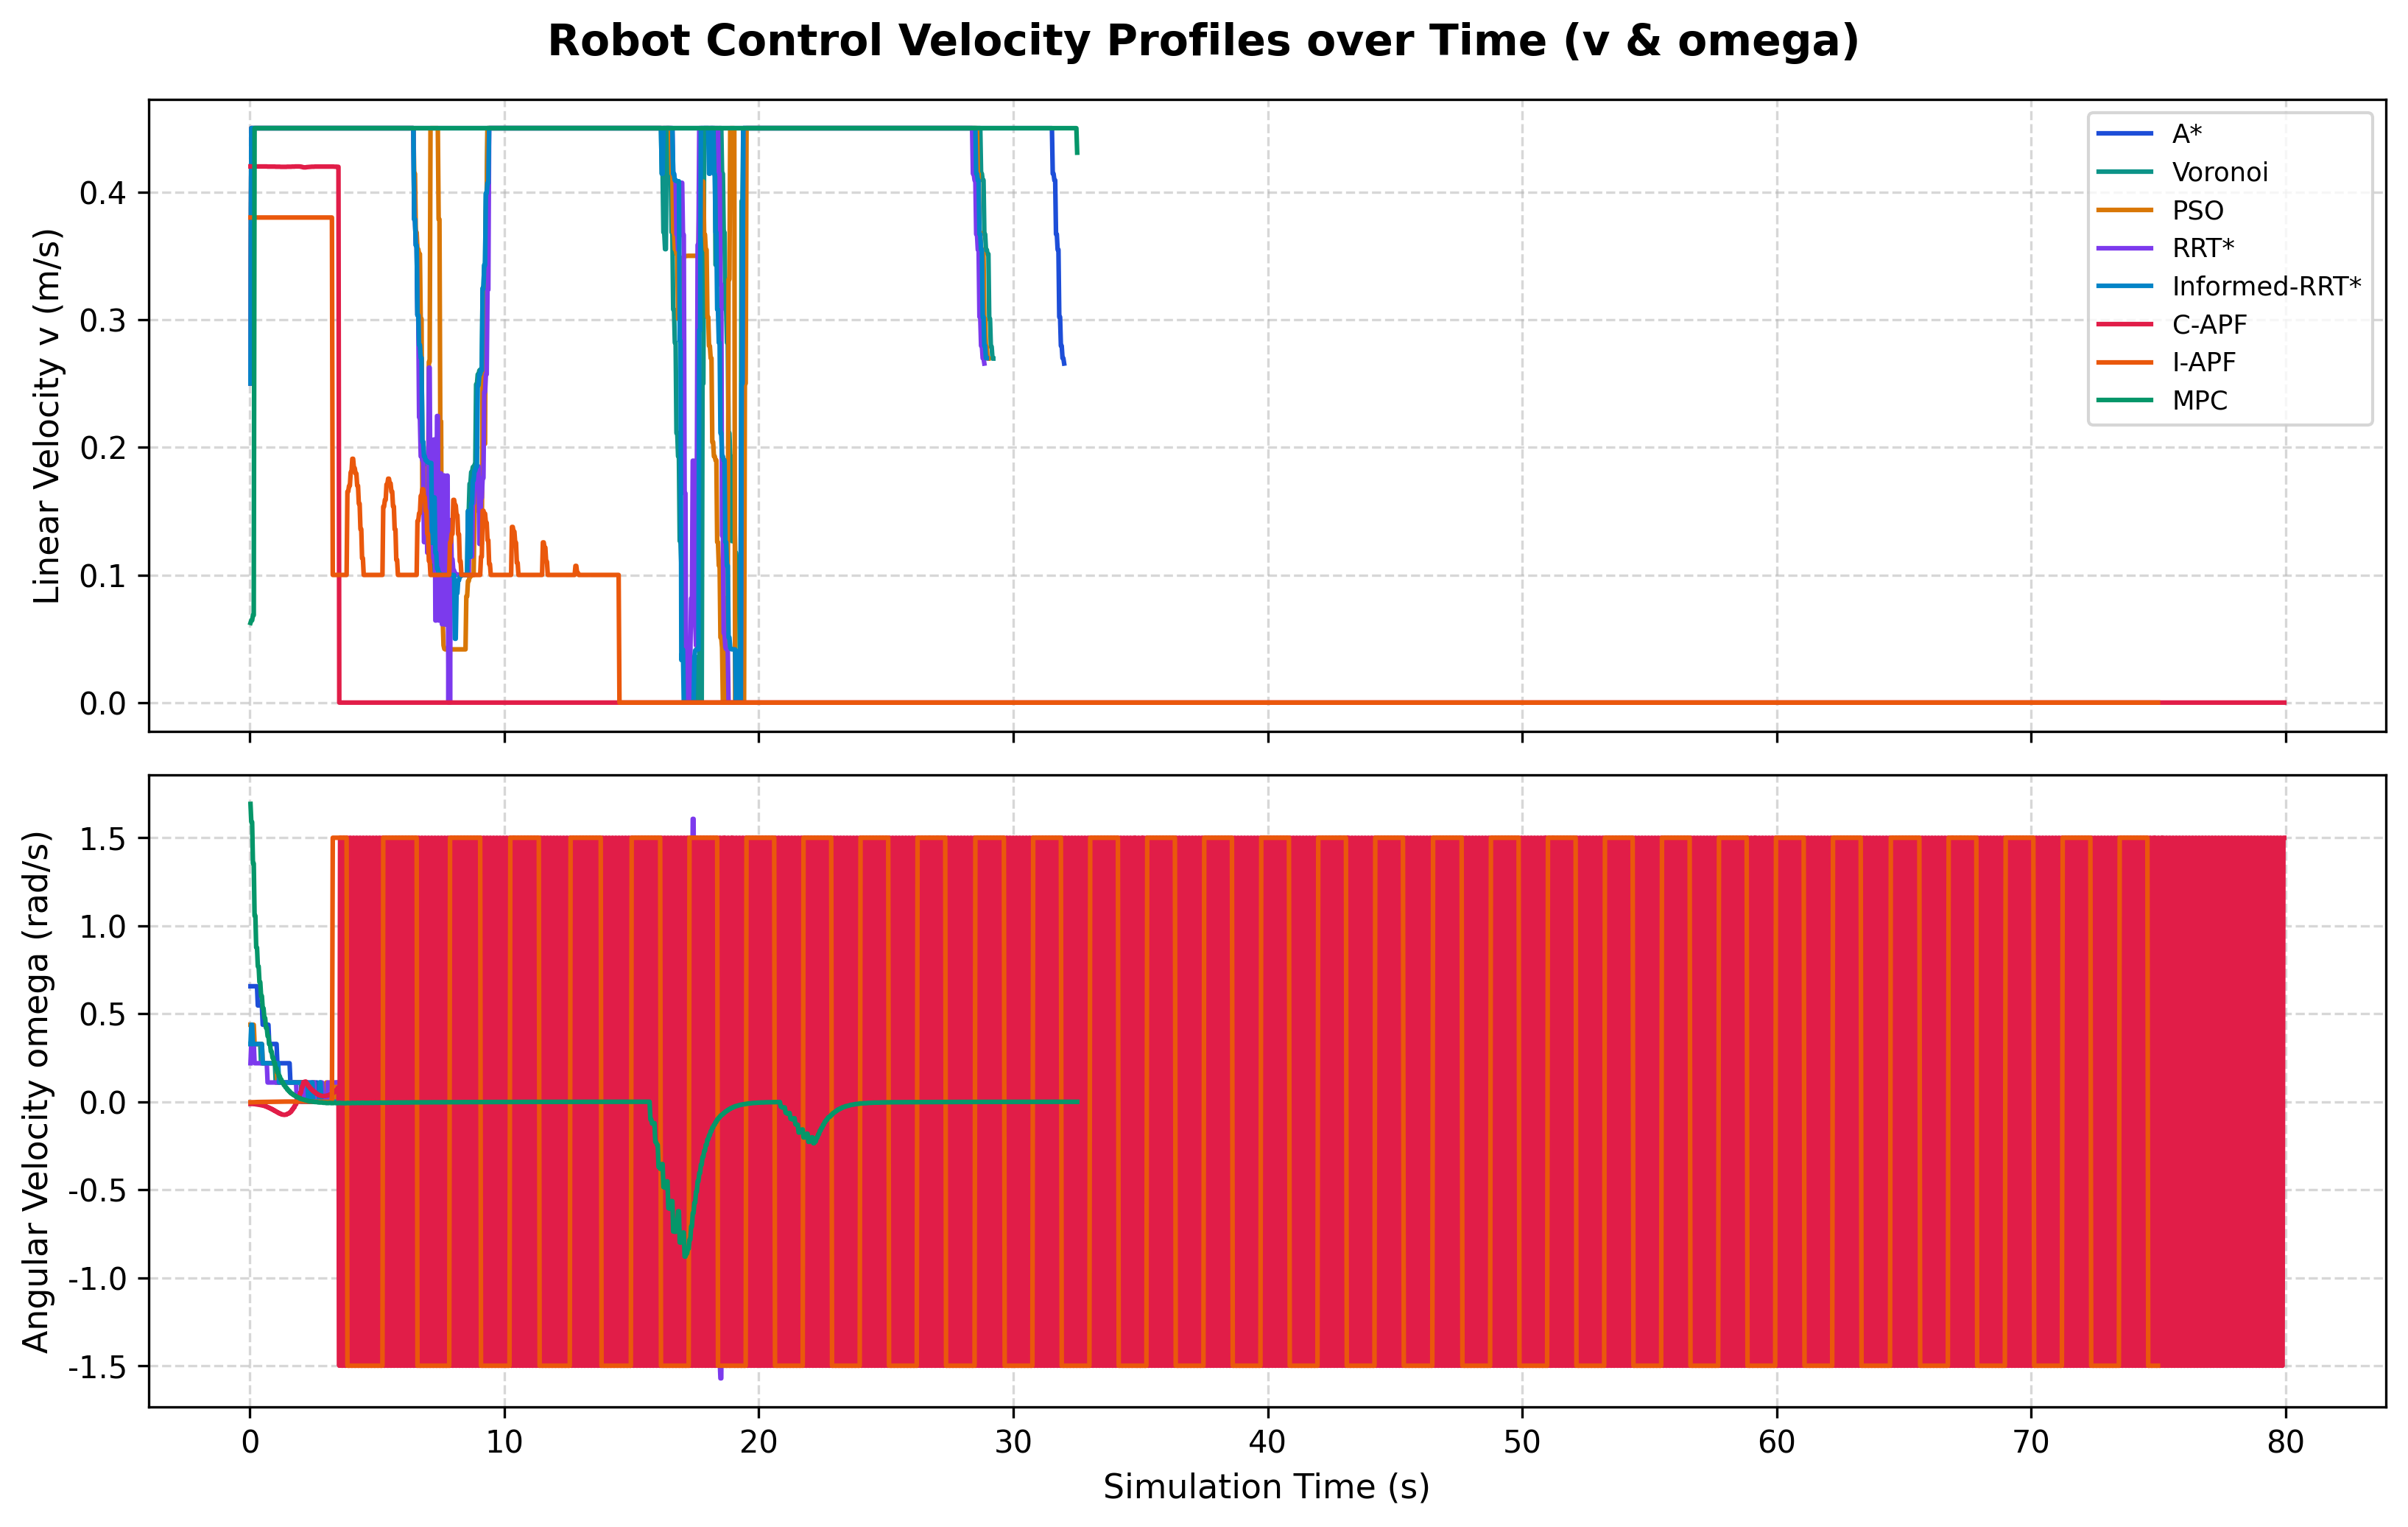 Robot Control Velocity Profiles over Time (v & omega)
Linear Velocity v (m/s)
0.4
0.3
0.2
0.1
0.0
A*
Voronoi
PSO
RRT*
Informed-RRT*
C-APF
I-APF
MPC
Angular Velocity omega (rad/s)
1.5
1.0
0.5
0.0
-0.5
-1.0
-1.5
0 10 20 30 40 50 60 70 80
Simulation Time (s)